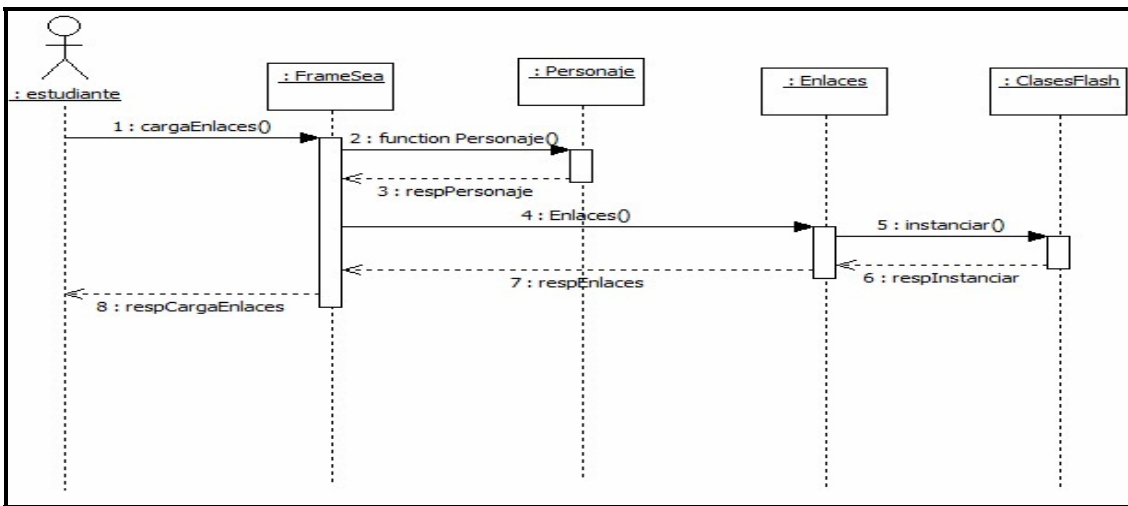 : estudiante
: FrameSea
: Personaje
: Enlaces
: ClasesFlash
1 : cargaEnlaces()
2 : function Personaje()
3 : respPersonaje
4 : Enlaces()
5 : instanciar()
6 : respInstanciar
7 : respEnlaces
8 : respCargaEnlaces